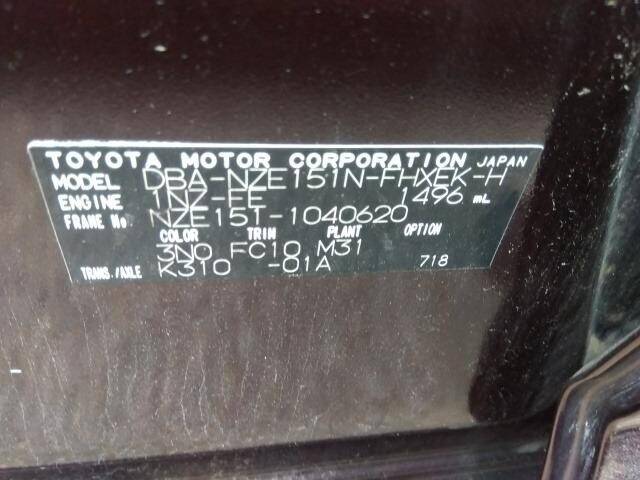 TOYOTA MOTOR CORPORATION JAPAN
MODEL DBA-NZE151N-FHXEK-H
ENGINE 1NZ-FE 1496 mL
FRAME No NZE151-1040620
COLOR TRIM PLANT OPTION
3N0 FC10 M31
TRANS./AXLE K310 -01A 718